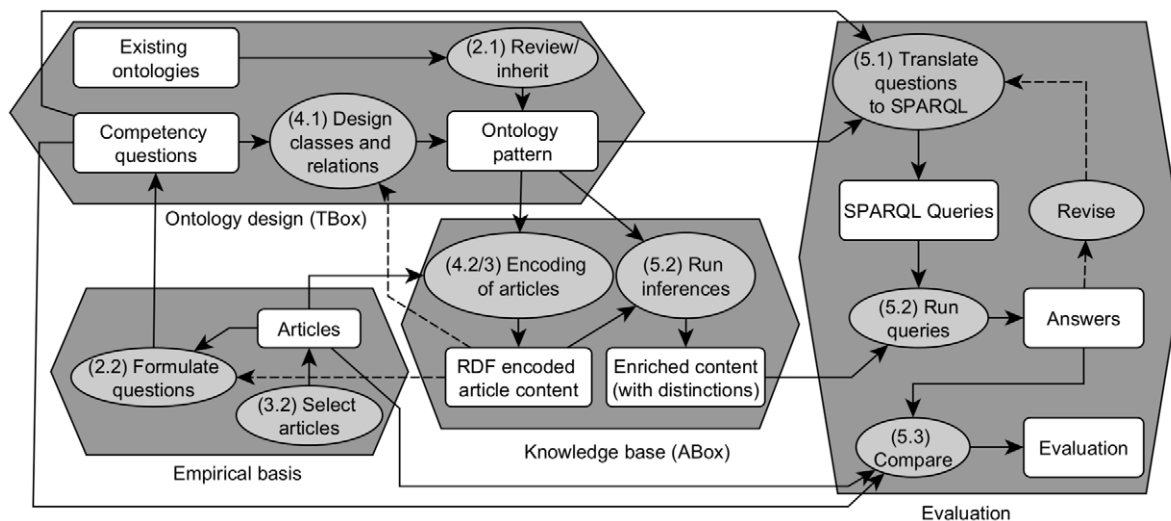 Existing
ontologies
(2.1) Review/
inherit
Competency
questions
(4.1) Design
classes and
relations
Ontology
pattern
Ontology design (TBox)
(4.2/3) Encoding
of articles
(5.2) Run
inferences
RDF encoded
article content
Enriched content
(with distinctions)
Knowledge base (ABox)
Articles
(2.2) Formulate
questions
(3.2) Select
articles
Empirical basis
(5.1) Translate
questions
to SPARQL
SPARQL Queries
Revise
(5.2) Run
queries
Answers
(5.3)
Compare
Evaluation
Evaluation